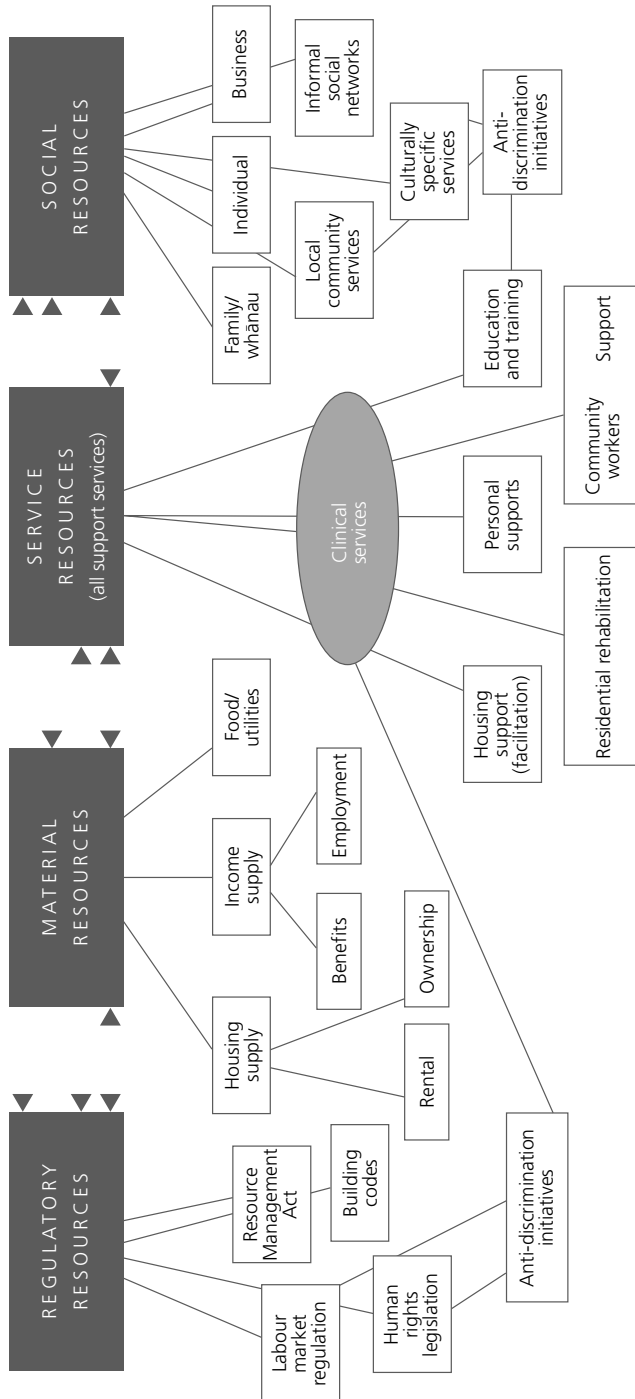 REGULATORY
RESOURCES
Labour
market
regulation
Human
rights
legislation
Resource
Management
Act
Building
codes
Anti-discrimination
initiatives
MATERIAL
RESOURCES
Housing
supply
Rental
Ownership
Income
supply
Benefits
Employment
Food/
utilities
SERVICE
RESOURCES
(all support services)
Clinical
services
Housing
support
(facilitation)
Residential rehabilitation
Personal
supports
Community Support
workers
Education
and training
SOCIAL
RESOURCES
Family/
whānau
Individual
Business
Local
community
services
Informal
social
networks
Culturally
specific
services
Anti-
discrimination
initiatives